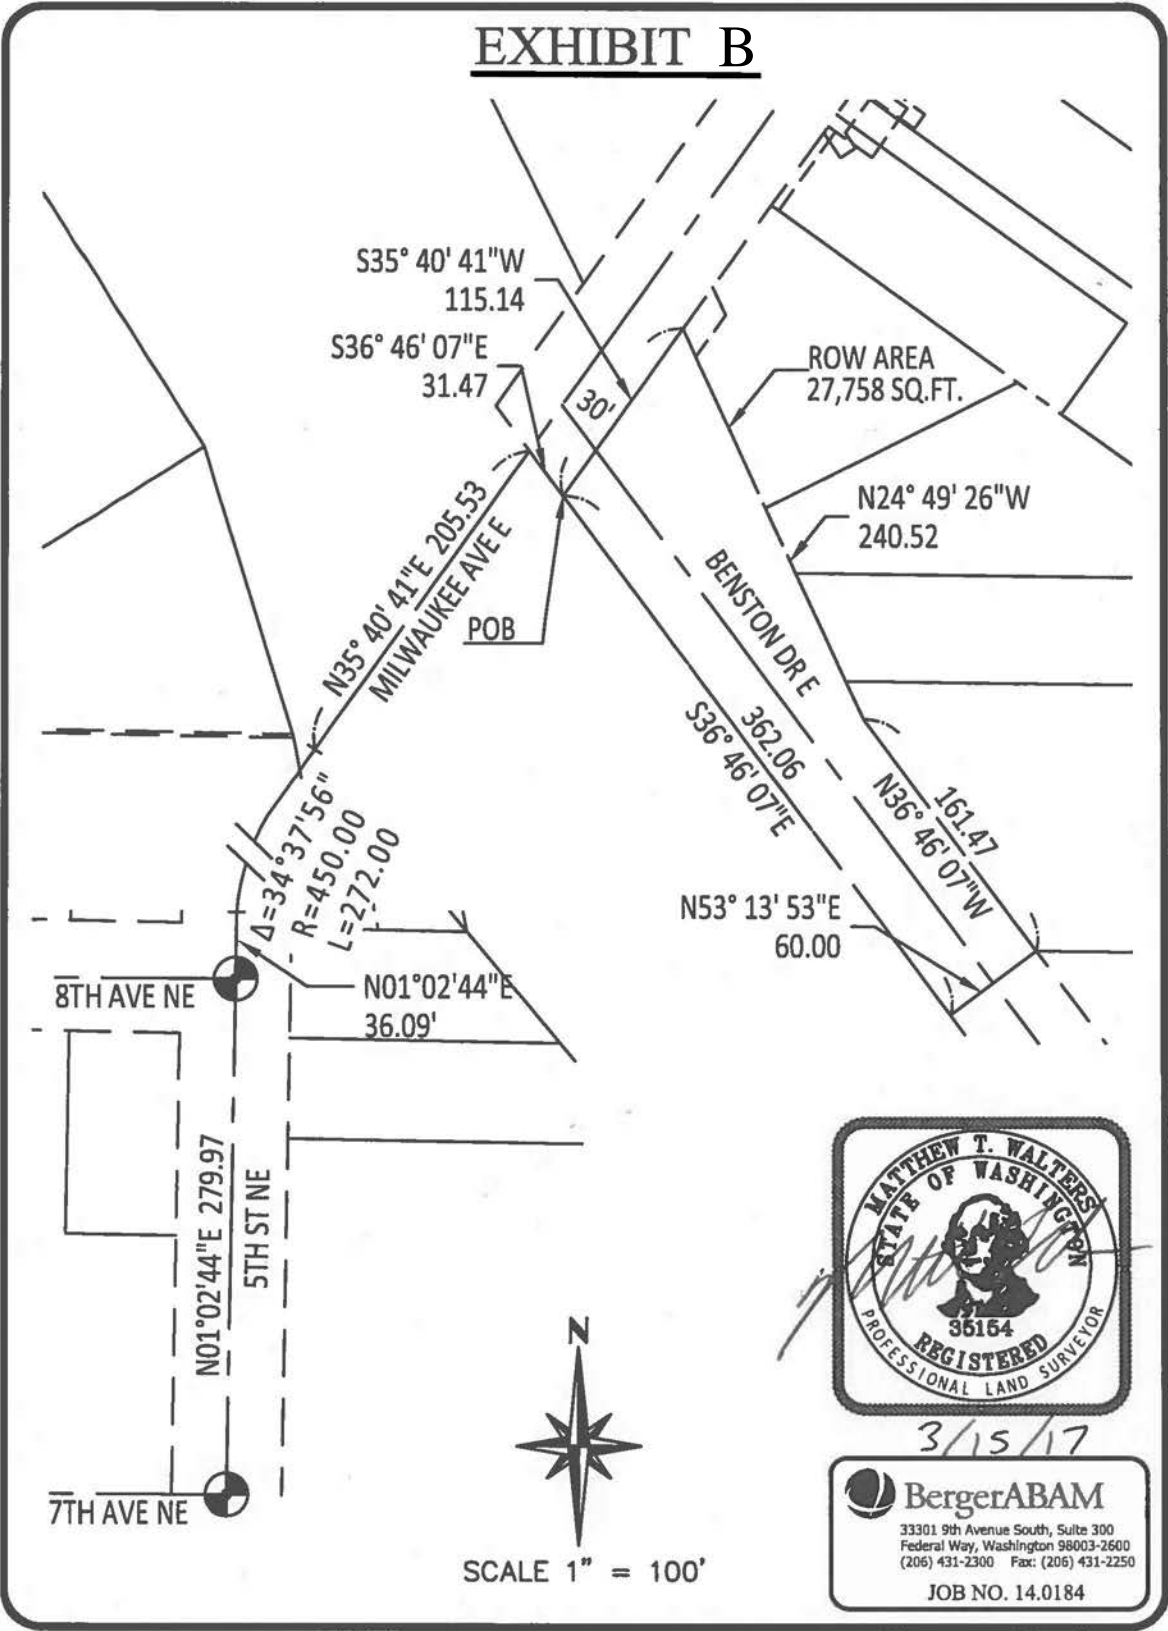 EXHIBIT B
S35° 40' 41"W
115.14
S36° 46' 07"E
31.47
30'
ROW AREA
27,758 SQ.FT.
N24° 49' 26"W
240.52
N35° 40' 41"E 205.53
MILWAUKEE AVE E
POB
BENSTON DR E
362.06
S36° 46' 07"E
161.47
N36° 46' 07"W
Δ=34°37'56"
R=450.00
L=272.00
N53° 13' 53"E
60.00
8TH AVE NE
N01°02'44"E
36.09'
N01°02'44"E 279.97
5TH ST NE
7TH AVE NE
N
SCALE 1" = 100'
MATTHEW T. WALTERS
STATE OF WASHINGTON
35154
REGISTERED
PROFESSIONAL LAND SURVEYOR
3/15/17
BergerABAM
33301 9th Avenue South, Suite 300
Federal Way, Washington 98003-2600
(206) 431-2300 Fax: (206) 431-2250
JOB NO. 14.0184